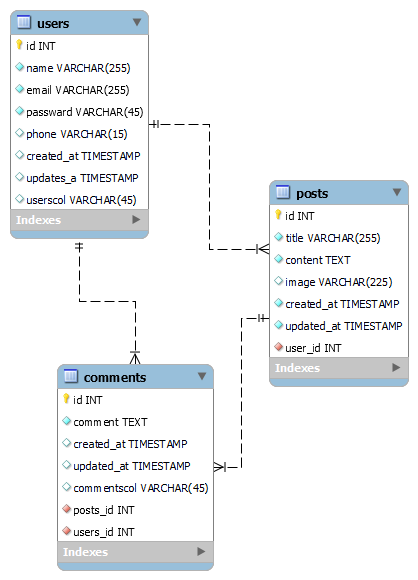 users
id INT
name VARCHAR(255)
email VARCHAR(255)
passward VARCHAR(45)
phone VARCHAR(15)
created_at TIMESTAMP
updates_a TIMESTAMP
userscol VARCHAR(45)
Indexes
posts
id INT
title VARCHAR(255)
content TEXT
image VARCHAR(225)
created_at TIMESTAMP
updated_at TIMESTAMP
user_id INT
Indexes
comments
id INT
comment TEXT
created_at TIMESTAMP
updated_at TIMESTAMP
commentscol VARCHAR(45)
posts_id INT
users_id INT
Indexes